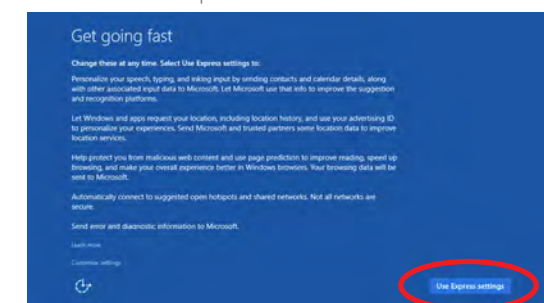 Get going fast
Change these at any time. Select Use Express settings to:
Personalize your speech, typing, and inking input by sending contacts and calendar details, along
with other associated input data to Microsoft. Let Microsoft use that info to improve the suggestion
and recognition platforms.
Let Windows and apps request your location, including location history, and use your advertising ID
to personalize your experiences. Send Microsoft and trusted partners some location data to improve
location services.
Help protect you from malicious web content and use page prediction to improve reading, speed up
browsing, and make your overall experience better in Windows browsers. Your browsing data will be
sent to Microsoft.
Automatically connect to suggested open hotspots and shared networks. Not all networks are
secure.
Send error and diagnostic information to Microsoft.
Learn more
Customize settings
Use Express settings